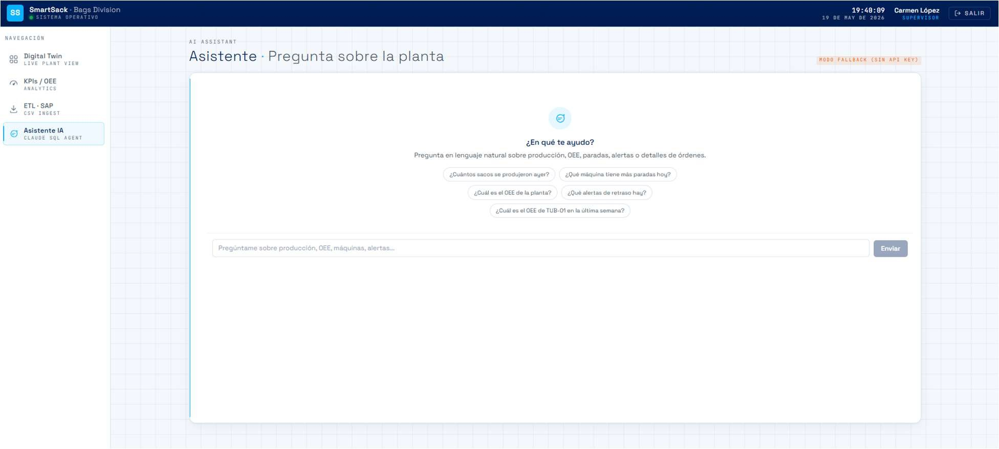 SS
SmartSack · Bags Division
SISTEMA OPERATIVO
19:40:09
19 DE MAY DE 2026
Carmen López
SUPERVISOR
SALIR
NAVEGACIÓN
Digital Twin
LIVE PLANT VIEW
KPIs / OEE
ANALYTICS
ETL · SAP
CSV INGEST
Asistente IA
CLAUDE SQL AGENT
AI ASSISTANT
Asistente · Pregunta sobre la planta
MODO FALLBACK (SIN API KEY)
¿En qué te ayudo?
Pregunta en lenguaje natural sobre producción, OEE, paradas, alertas o detalles de órdenes.
¿Cuántos sacos se produjeron ayer?
¿Qué máquina tiene más paradas hoy?
¿Cuál es el OEE de la planta?
¿Qué alertas de retraso hay?
¿Cuál es el OEE de TUB-01 en la última semana?
Pregúntame sobre producción, OEE, máquinas, alertas...
Enviar